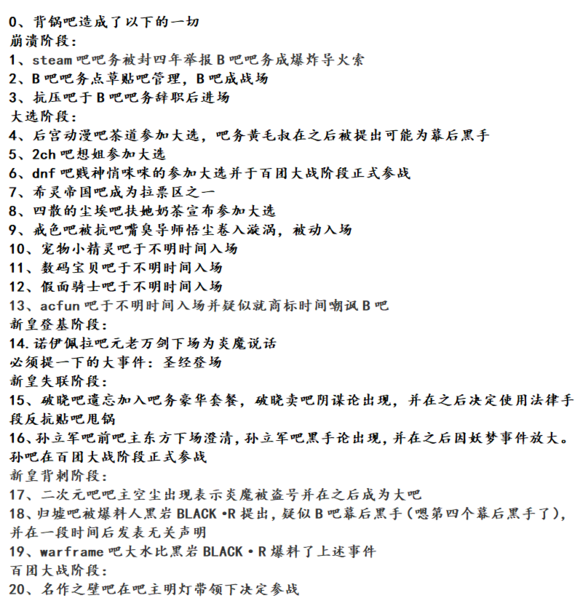 0、背锅吧造成了以下的一切
崩溃阶段：
1、steam吧吧务被封四年举报B吧吧务成爆炸导火索
2、B吧吧务点草贴吧管理，B吧成战场
3、抗压吧于B吧吧务辞职后进场
大选阶段：
4、后宫动漫吧茶道参加大选，吧务黄毛叔在之后被提出可能为幕后黑手
5、2ch吧想姐参加大选
6、dnf吧贱神悄咪咪的参加大选并于百团大战阶段正式参战
7、希灵帝国吧成为拉票区之一
8、四散的尘埃吧扶她奶茶宣布参加大选
9、戒色吧被抗吧嘴臭导师悟尘卷入漩涡，被动入场
10、宠物小精灵吧于不明时间入场
11、数码宝贝吧于不明时间入场
12、假面骑士吧于不明时间入场
13、acfun吧于不明时间入场并疑似就商标时间嘲讽B吧
新皇登基阶段：
14.诺伊佩拉吧元老万剑下场为炎魔说话
必须提一下的大事件：圣经登场
新皇失联阶段：
15、破晓吧遗忘加入吧务豪华套餐，破晓卖吧阴谋论出现，并在之后决定使用法律手
段反抗贴吧甩锅
16、孙立军吧前吧主东方下场澄清，孙立军吧黑手论出现，并在之后因妖梦事件放大。
孙吧在百团大战阶段正式参战
新皇背刺阶段：
17、二次元吧吧主空尘出现表示炎魔被盗号并在之后成为大吧
18、归墟吧被爆料人黑岩BLACK·R提出，疑似B吧幕后黑手（嗯第四个幕后黑手了），
并在一段时间后发表无关声明
19、warframe吧大水比黑岩BLACK·R爆料了上述事件
百团大战阶段：
20、名作之壁吧在吧主明灯带领下决定参战